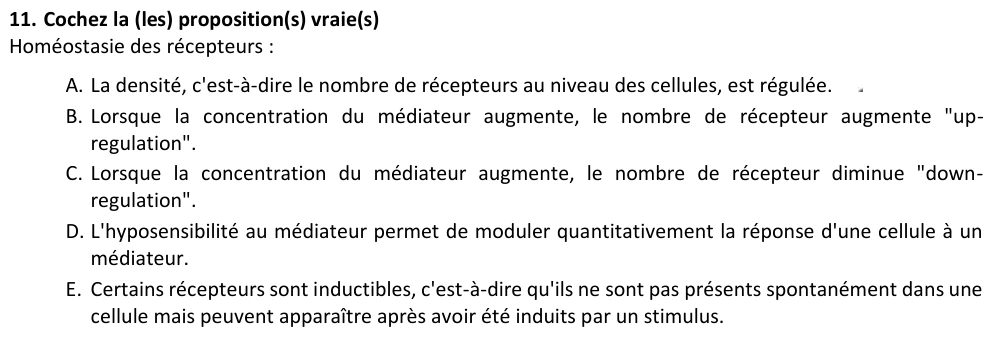 11. Cochez la (les) proposition(s) vraie(s)
Homéostasie des récepteurs :
A. La densité, c'est-à-dire le nombre de récepteurs au niveau des cellules, est régulée.
B. Lorsque la concentration du médiateur augmente, le nombre de récepteur augmente "up-
regulation".
C. Lorsque la concentration du médiateur augmente, le nombre de récepteur diminue "down-
regulation".
D. L'hyposensibilité au médiateur permet de moduler quantitativement la réponse d'une cellule à un
médiateur.
E. Certains récepteurs sont inductibles, c'est-à-dire qu'ils ne sont pas présents spontanément dans une
cellule mais peuvent apparaître après avoir été induits par un stimulus.